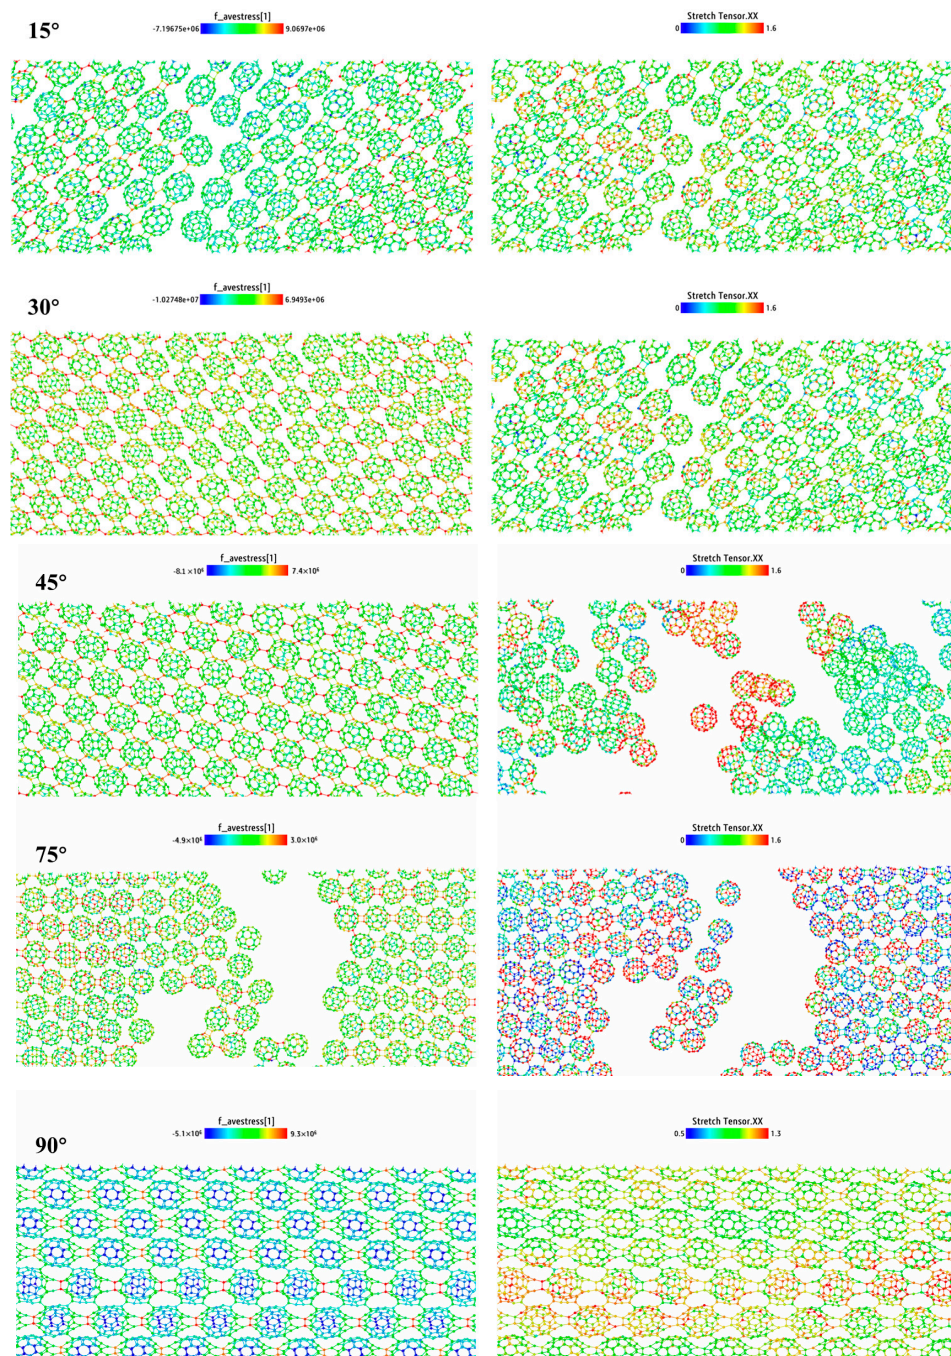 f_avestress[1] Stretch Tensor.XX
15° -7.19675e+06 9.0697e+06 0 1.6
f_avestress[1] Stretch Tensor.XX
30° -1.02748e+07 6.9493e+06 0 1.6
f_avestress[1] Stretch Tensor.XX
45° -8.1 ×10⁶ 7.4×10⁶ 0 1.6
f_avestress[1] Stretch Tensor.XX
75° -4.9×10⁶ 3.0×10⁶ 0 1.6
f_avestress[1] Stretch Tensor.XX
90° -5.1×10⁶ 9.3×10⁶ 0.5 1.3